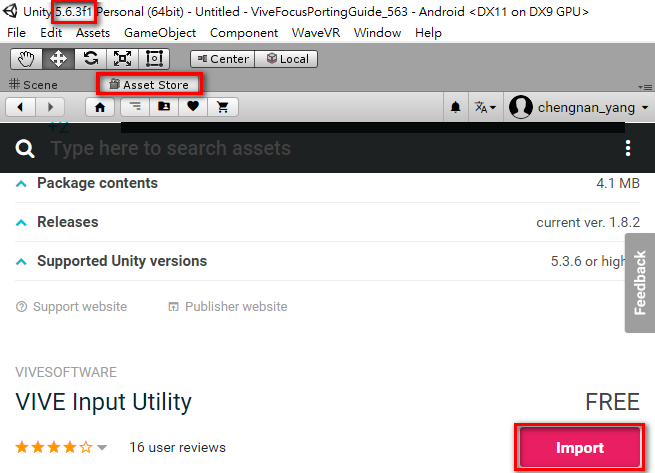 Unity 5.6.3f1 Personal (64bit) - Untitled - ViveFocusPortingGuide_563 - Android <DX11 on DX9 GPU>
File Edit Assets GameObject Component WaveVR Window Help
Center Local
Scene Asset Store
chengnan_yang
+2
Type here to search assets
Package contents 4.1 MB
Releases current ver. 1.8.2
Supported Unity versions 5.3.6 or
Feedback
Support website Publisher website
VIVESOFTWARE
VIVE Input Utility FREE
16 user reviews Import